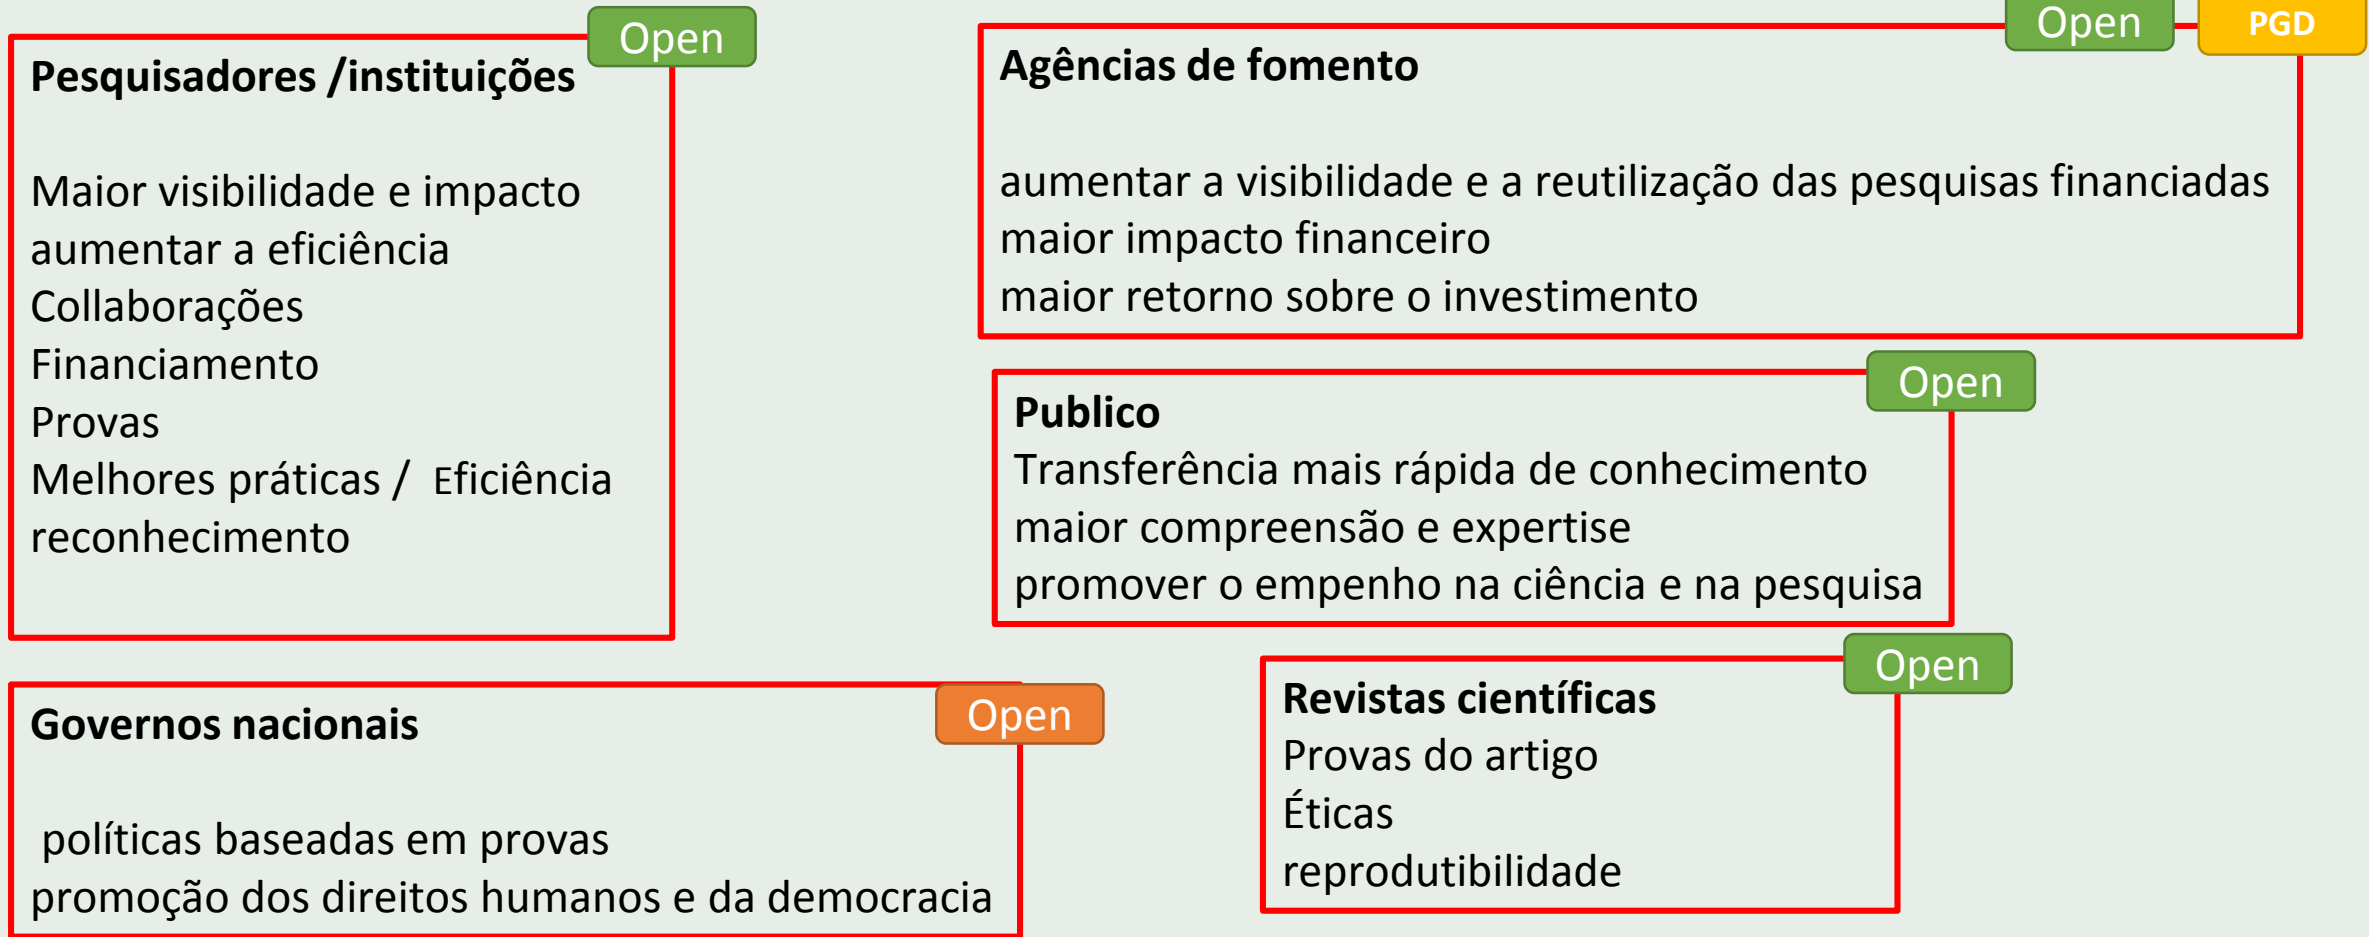 Open
Pesquisadores /instituições
Maior visibilidade e impacto
aumentar a eficiência
Collaborações
Financiamento
Provas
Melhores práticas / Eficiência
reconhecimento
Open
PGD
Agências de fomento
aumentar a visibilidade e a reutilização das pesquisas financiadas
maior impacto financeiro
maior retorno sobre o investimento
Open
Publico
Transferência mais rápida de conhecimento
maior compreensão e expertise
promover o empenho na ciência e na pesquisa
Open
Governos nacionais
políticas baseadas em provas
promoção dos direitos humanos e da democracia
Open
Revistas científicas
Provas do artigo
Éticas
reprodutibilidade